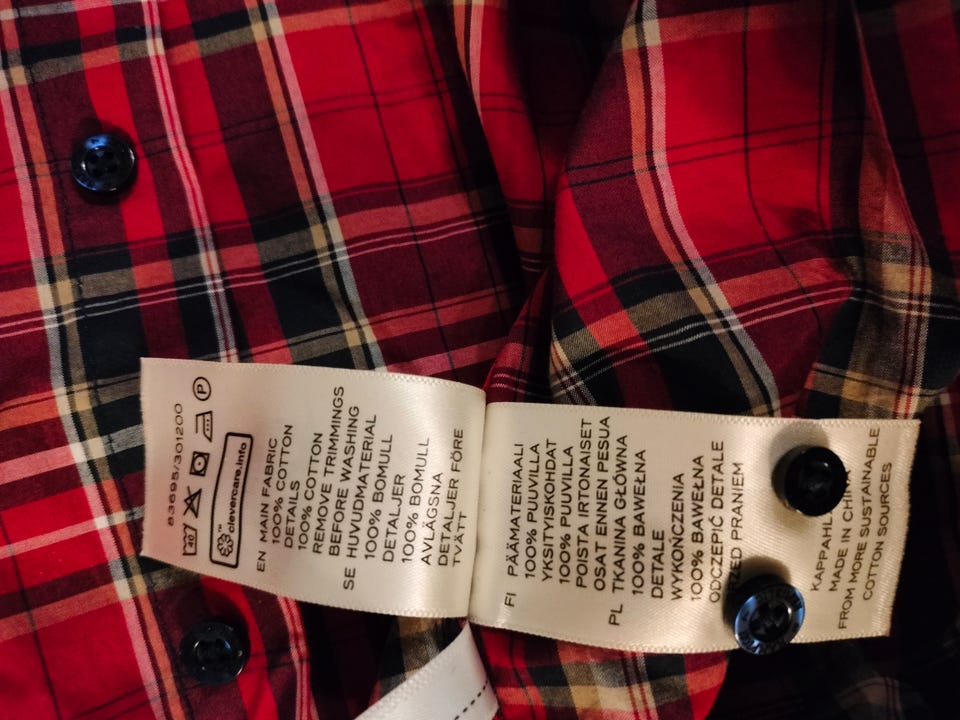 83695/301200
40 P
clevercare.info
EN MAIN FABRIC
100% COTTON
DETAILS
100% COTTON
REMOVE TRIMMINGS
BEFORE WASHING
SE HUVUDMATERIAL
100% BOMULL
DETALJER
100% BOMULL
AVLÄGSNA
DETALJER FÖRE
TVÄTT
FI PÄÄMATERIAALI
100% PUUVILLA
YKSITYISKOHDAT
100% PUUVILLA
POISTA IRTONAISET
OSAT ENNEN PESUA
PL TKANINA GŁÓWNA
100% BAWEŁNA
DETALE
WYKOŃCZENIA
100% BAWEŁNA
ODCZEPIĆ DETALE
PRZED PRANIEM
KAPPAHL
MADE IN CHINA
FROM MORE SUSTAINABLE
COTTON SOURCES